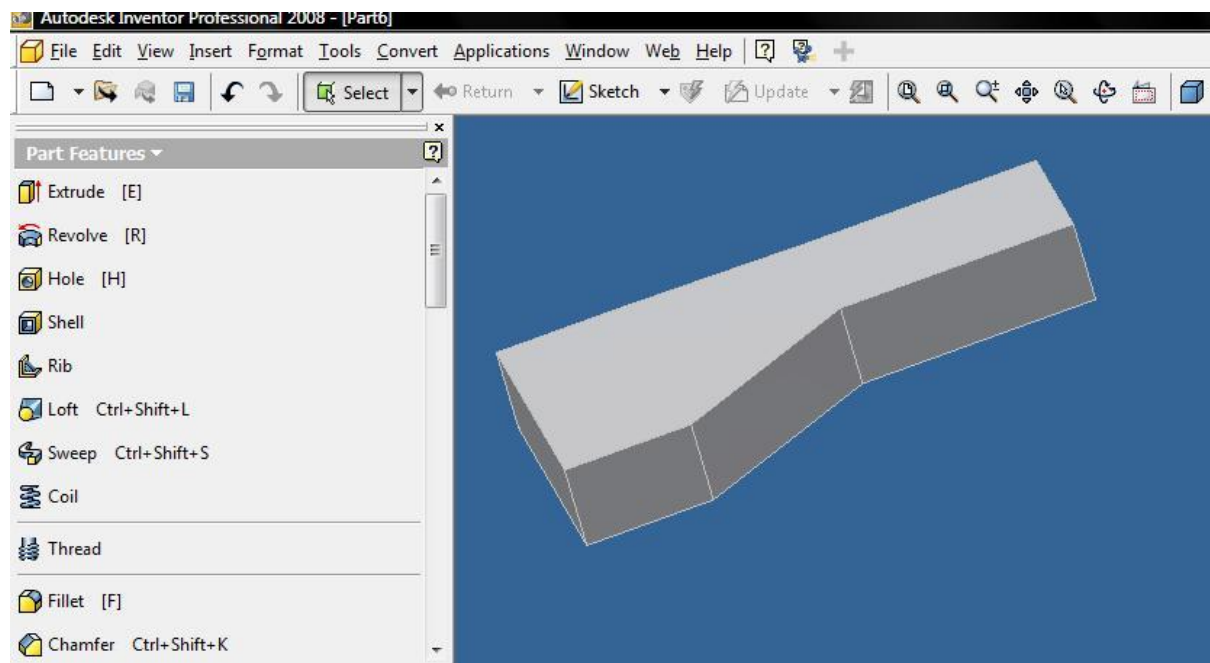 Autodesk Inventor Professional 2008 - [Part6]
File Edit View Insert Format Tools Convert Applications Window Web Help
Select Return Sketch Update
Part Features
Extrude [E]
Revolve [R]
Hole [H]
Shell
Rib
Loft Ctrl+Shift+L
Sweep Ctrl+Shift+S
Coil
Thread
Fillet [F]
Chamfer Ctrl+Shift+K